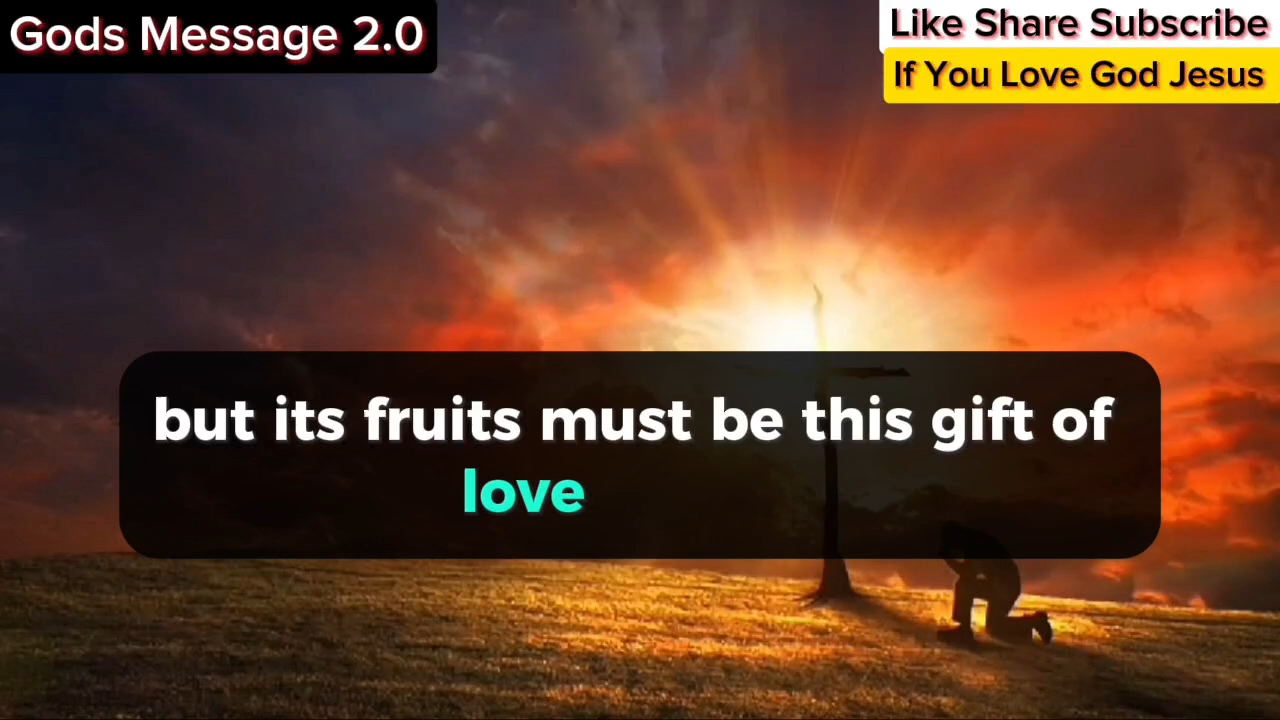 Gods Message 2.0
Like Share Subscribe
If You Love God Jesus
but its fruits must be this gift of
love